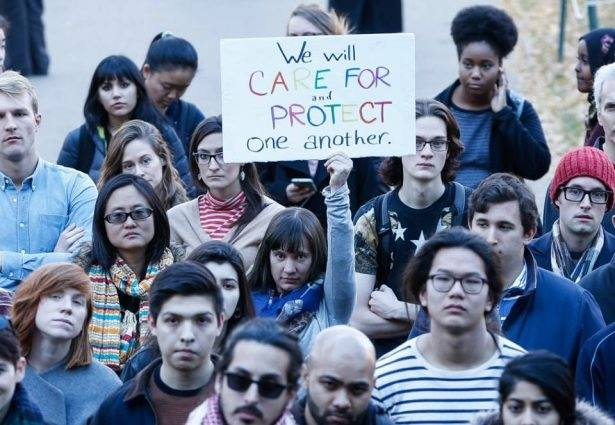 We will
CARE FOR
and
PROTECT
One another.